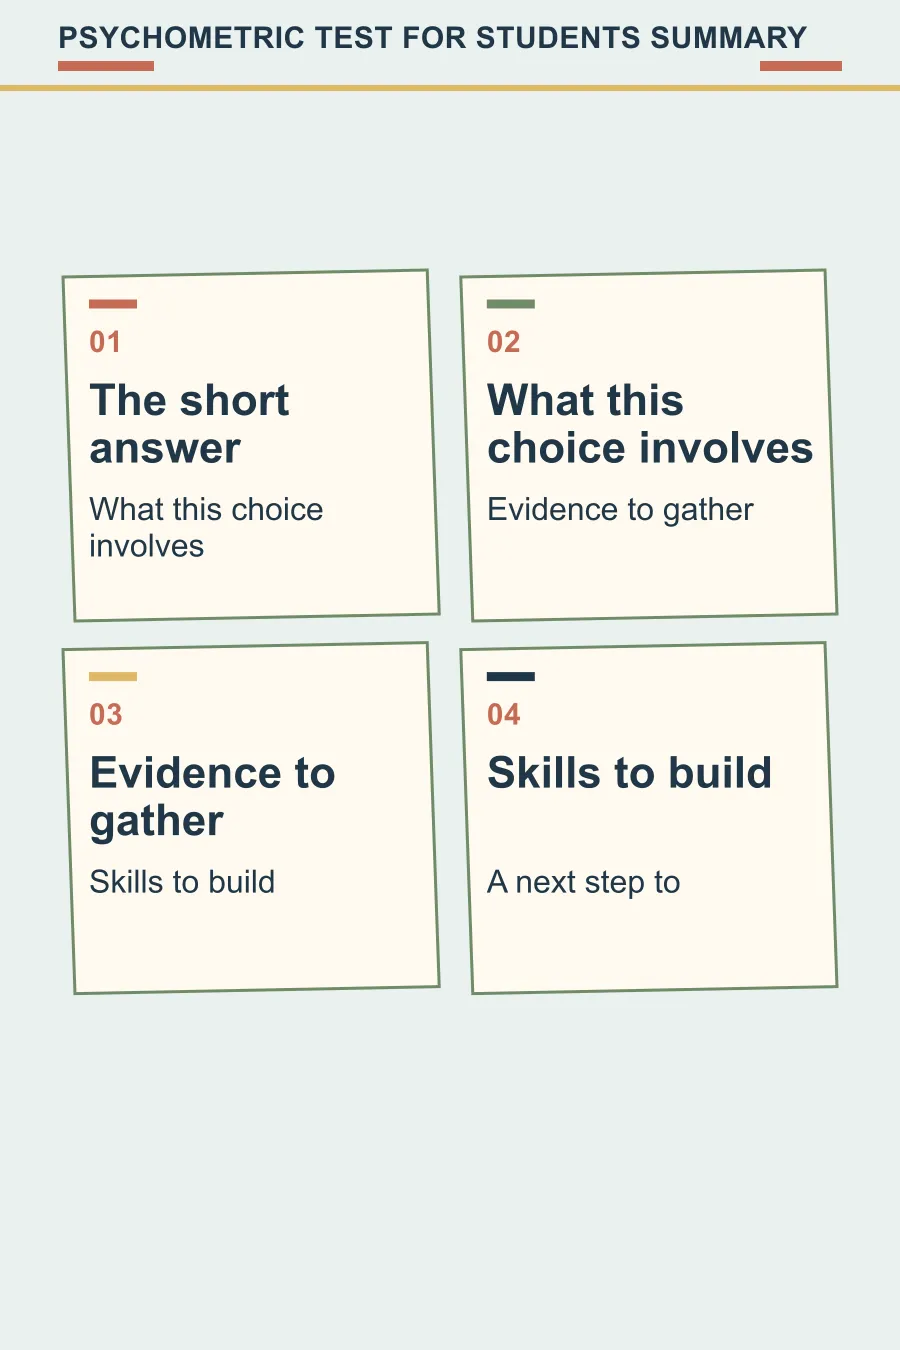 PSYCHOMETRIC TEST FOR STUDENTS SUMMARY
01
The short
answer
What this choice
involves
02
What this
choice involves
Evidence to gather
03
Evidence to
gather
Skills to build
04
Skills to build
A next step to